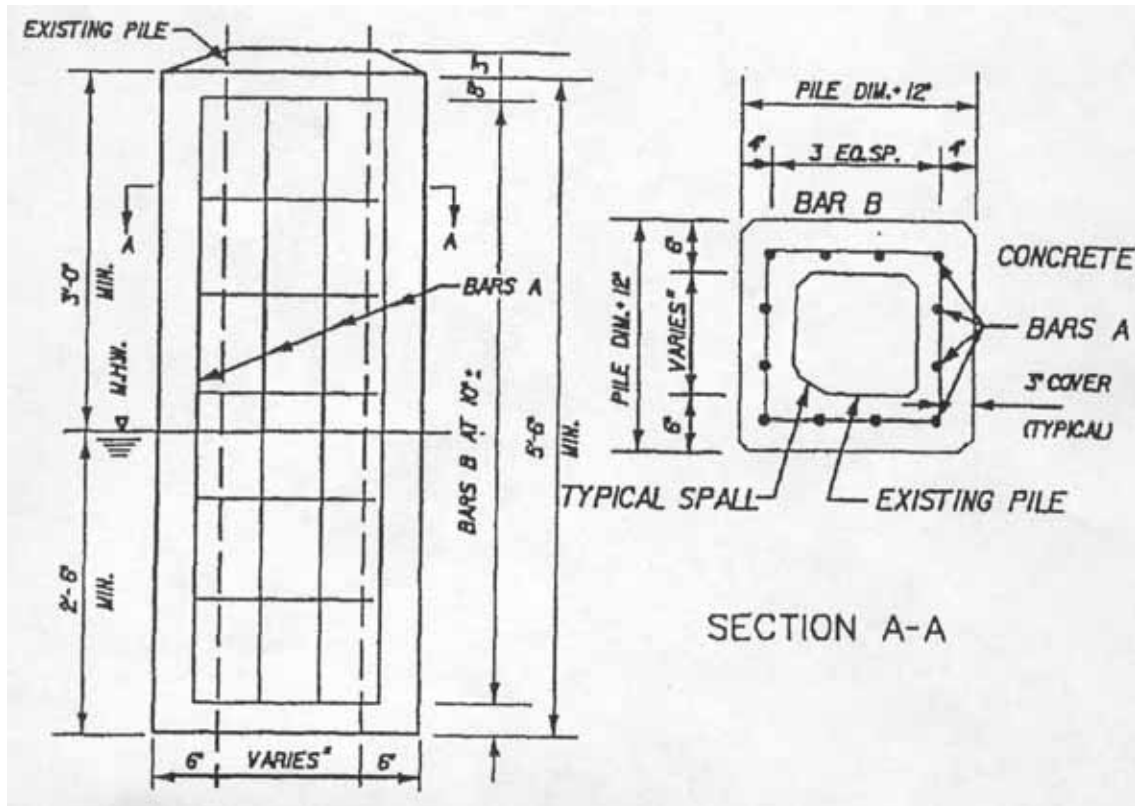 EXISTING PILE
3"
8"
A
A
3'-0"
MIN.
M.H.W.
BARS A
BARS B AT 10"±
5'-6"
MIN.
2'-6"
MIN.
6"
VARIES*
6"
PILE DIM.+12"
4"
3 EQ.SP.
4"
BAR B
CONCRETE
PILE DIM.+12"
6"
VARIES*
6"
BARS A
3" COVER
(TYPICAL)
TYPICAL SPALL
EXISTING PILE
SECTION A-A